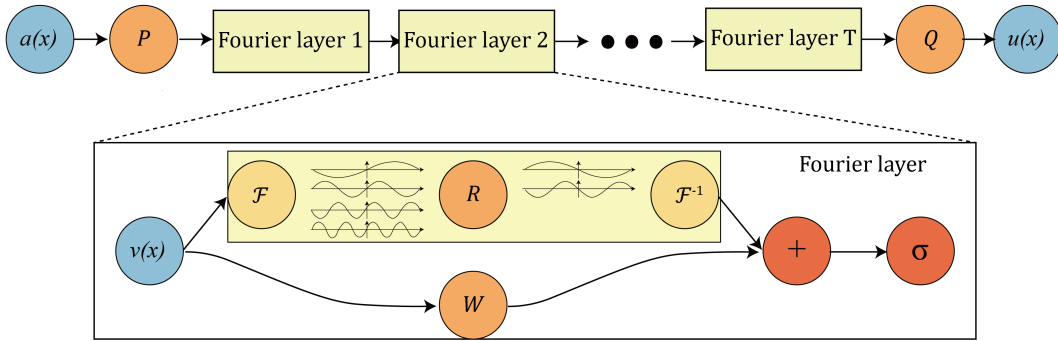 a(x)
P
Fourier layer 1
Fourier layer 2
Fourier layer T
Q
u(x)
Fourier layer
v(x)
ℱ
R
ℱ⁻¹
W
+
σ